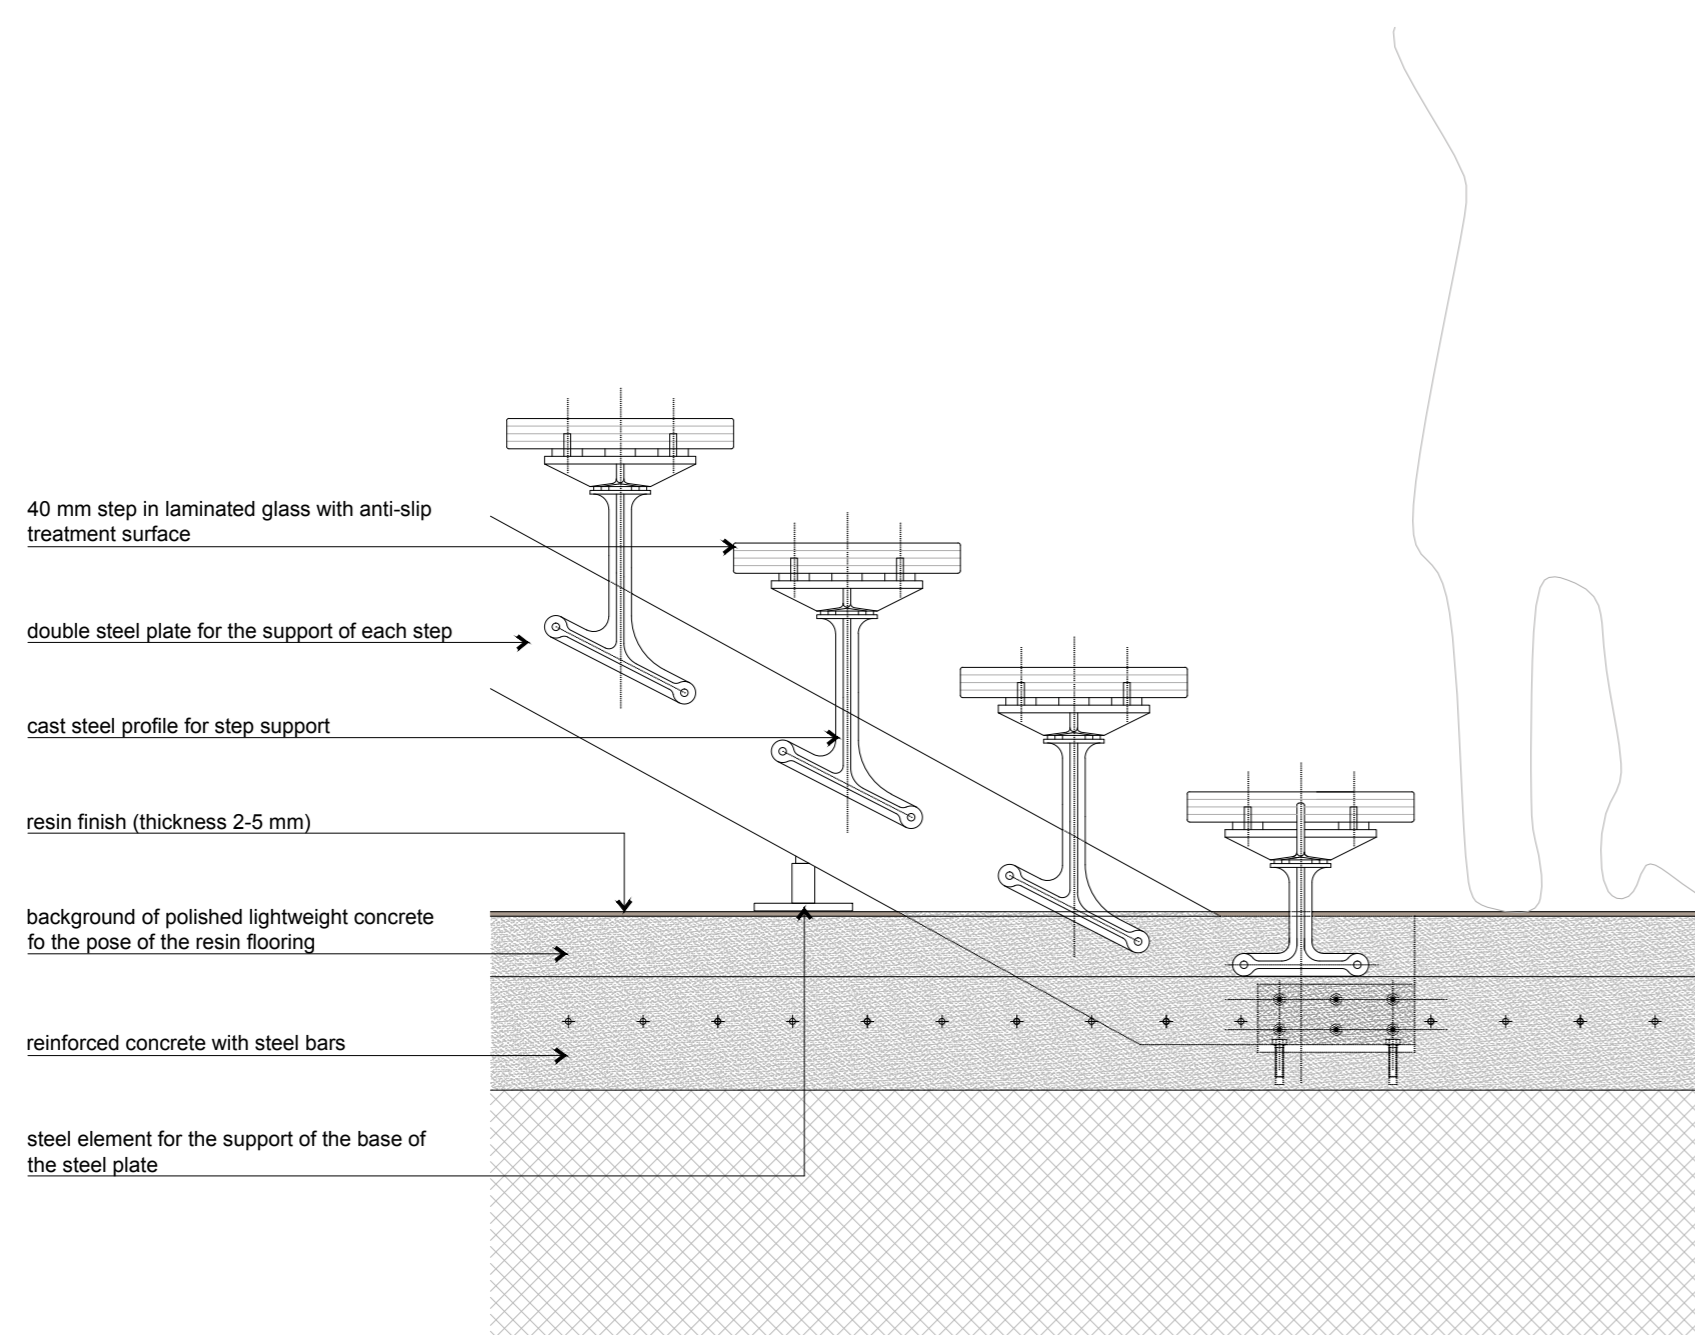 40 mm step in laminated glass with anti-slip
treatment surface
double steel plate for the support of each step
cast steel profile for step support
resin finish (thickness 2-5 mm)
background of polished lightweight concrete
fo the pose of the resin flooring
reinforced concrete with steel bars
steel element for the support of the base of
the steel plate